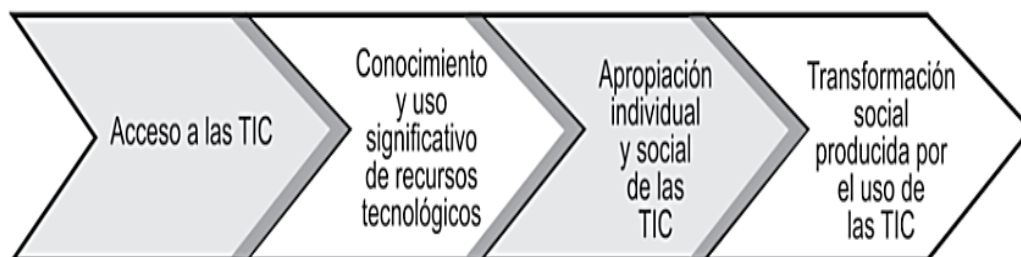 Acceso a las TIC
Conocimiento
y uso
significativo
de recursos
tecnológicos
Apropiación
individual
y social
de las
TIC
Transformación
social
producida por
el uso de
las TIC